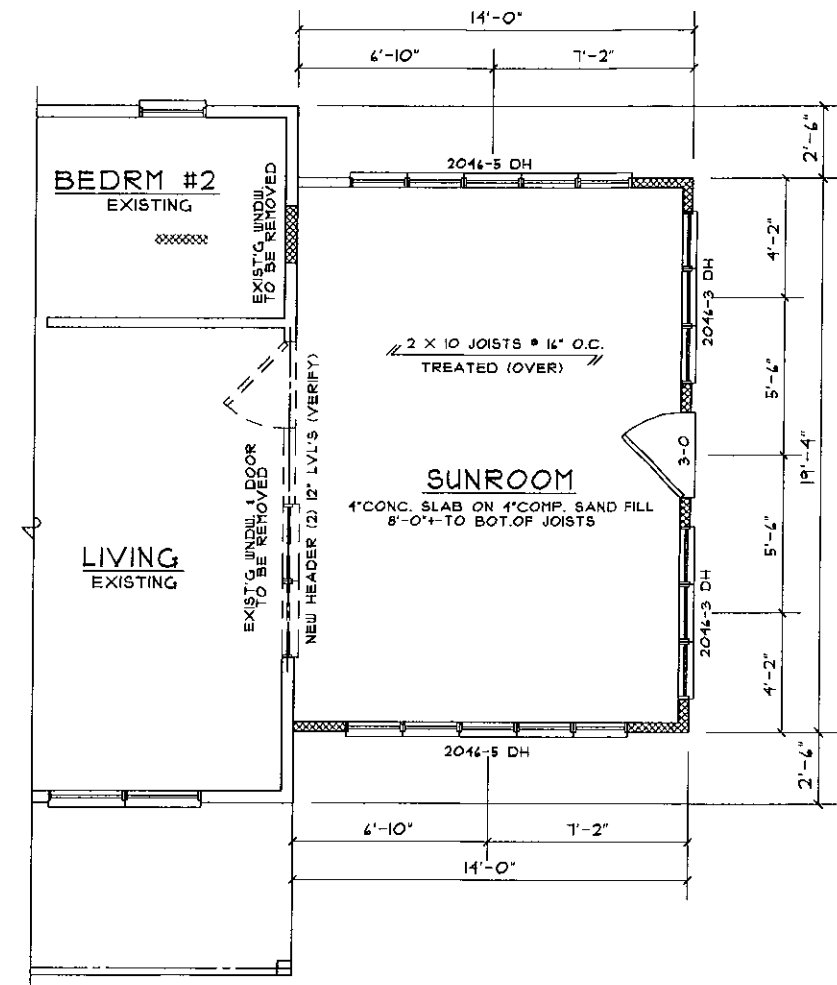 14'-0"
6'-10"
7'-2"
2'-6"
2046-5 DH
BEDRM #2
EXISTING
EXIST'G WNDW.
TO BE REMOVED
4'-2"
2046-3 DH
2 X 10 JOISTS @ 16" O.C.
TREATED (OVER)
5'-6"
NEW HEADER (2) 12" LVL'S (VERIFY)
3-0
19'-4"
SUNROOM
4" CONC. SLAB ON 4" COMP. SAND FILL
8'-0"+- TO BOT. OF JOISTS
EXIST'G WNDW. & DOOR
TO BE REMOVED
LIVING
EXISTING
5'-6"
2046-3 DH
4'-2"
2046-5 DH
2'-6"
6'-10"
7'-2"
14'-0"